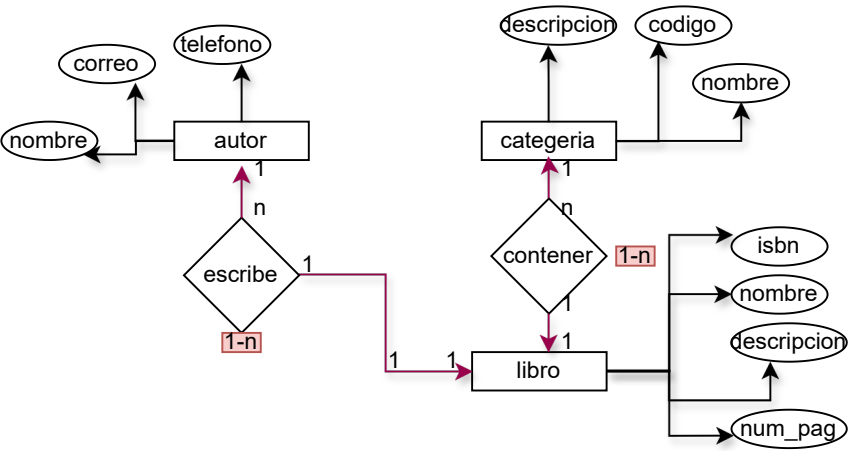 descripcion
codigo
telefono
correo
nombre
nombre
autor
categeria
1
1
n
n
isbn
contener
1-n
escribe
1
nombre
1
1-n
descripcion
1
1
1
libro
num_pag